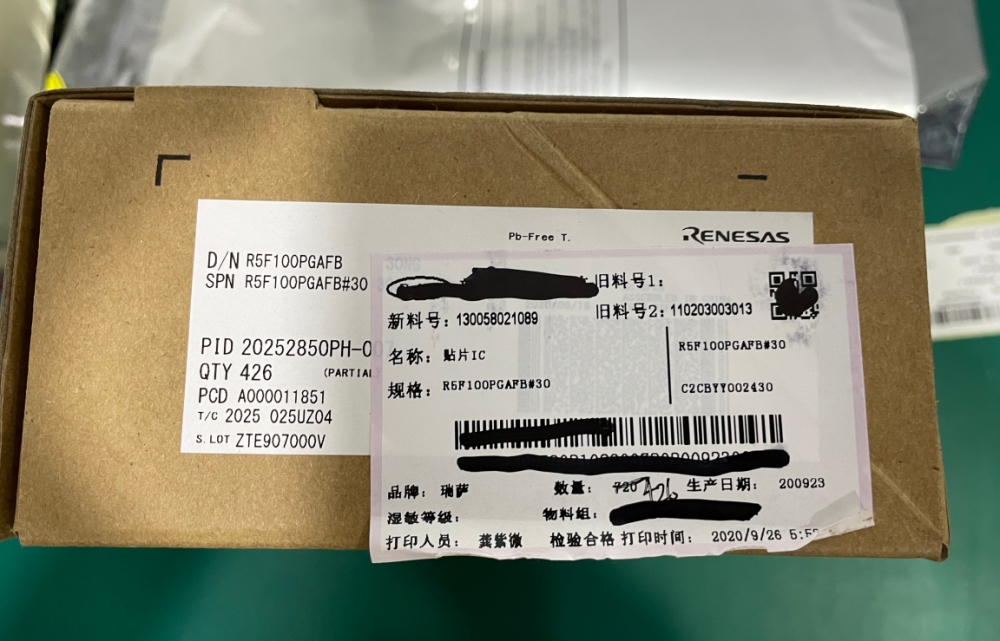 Pb-Free T.
RENESAS
D/N R5F100PGAFB
SPN R5F100PGAFB#30
PID 20252850PH-0
QTY 426 (PARTIAL
PCD A000011851
T/C 2025 025UZ04
S.LOT ZTE907000V
旧料号1:
新料号: 130058021089
旧料号2: 110203003013
名称: 贴片IC
R5F100PGAFB#30
规格: R5F100PGAFB#30
C2CBYY002430
品牌: 瑞萨
数量: 720 426
生产日期: 200923
湿敏等级:
物料组:
打印人员: 龚紫微
检验合格 打印时间: 2020/9/26